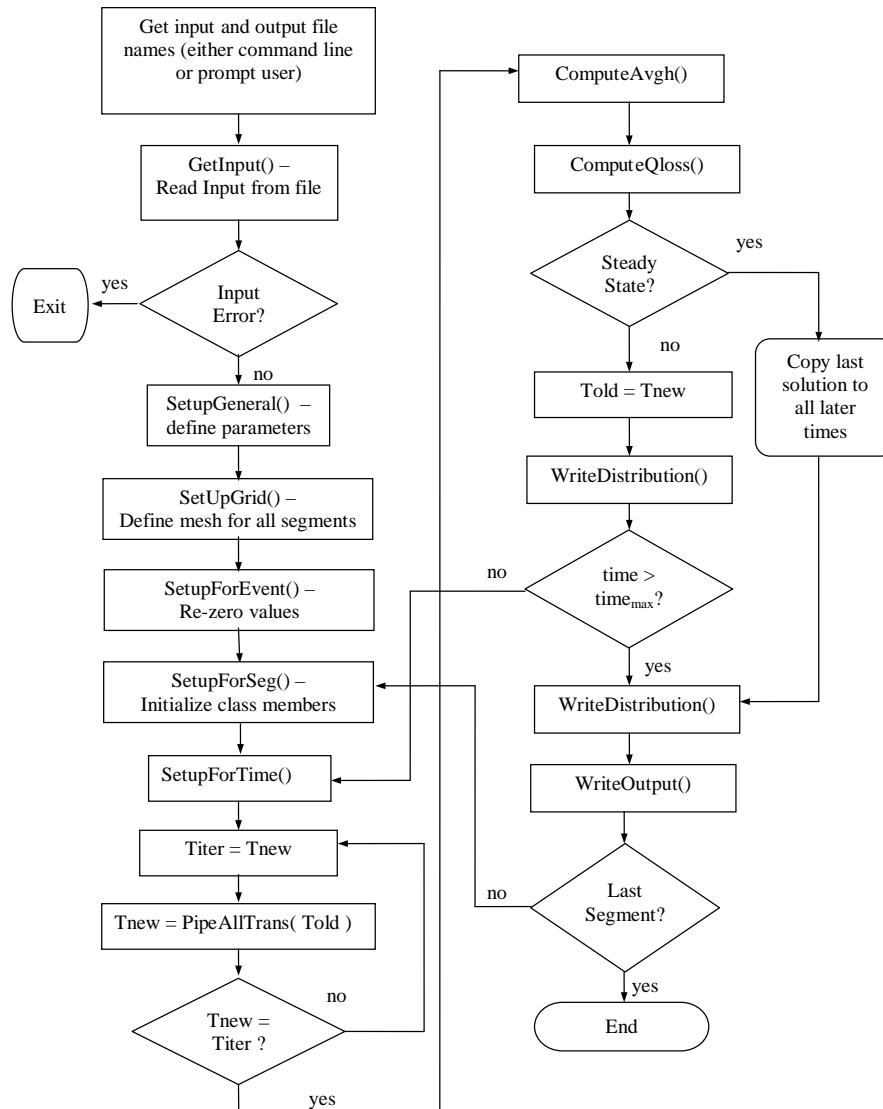 Get input and output file
names (either command line
or prompt user)
GetInput() –
Read Input from file
yes
Exit
Input
Error?
no
SetupGeneral() –
define parameters
SetUpGrid() –
Define mesh for all segments
SetupForEvent() –
Re-zero values
SetupForSeg() –
Initialize class members
SetupForTime()
Titer = Tnew
Tnew = PipeAllTrans( Told )
no
Tnew =
Titer ?
yes
ComputeAvgh()
ComputeQloss()
yes
Steady
State?
no
Copy last
solution to
all later
times
Told = Tnew
WriteDistribution()
no
time >
timemax?
yes
WriteDistribution()
WriteOutput()
no
Last
Segment?
yes
End